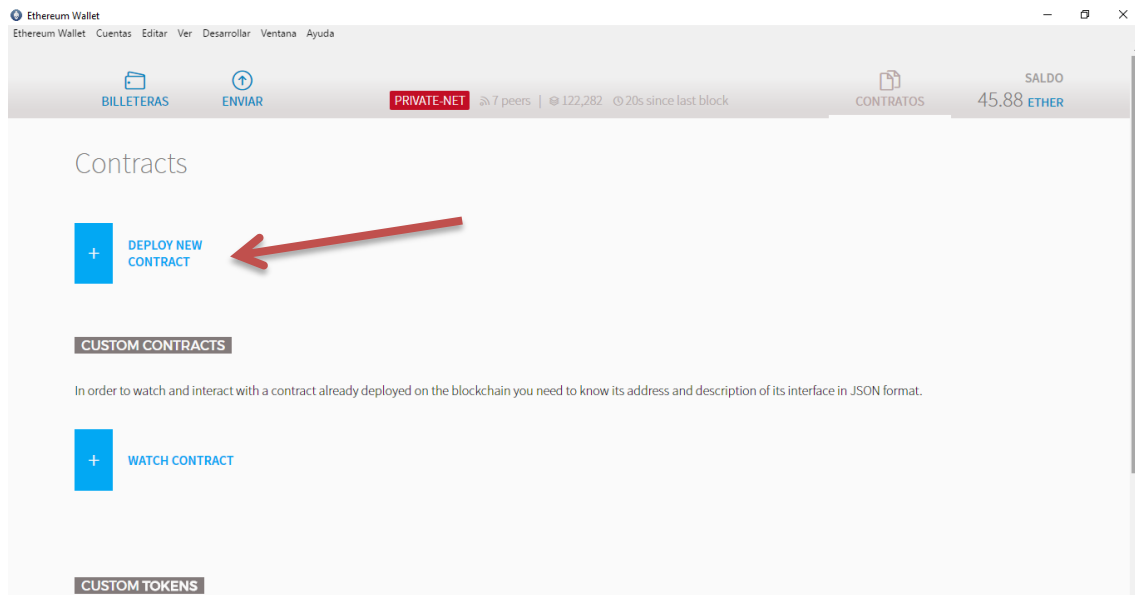 Ethereum Wallet
Ethereum Wallet Cuentas Editar Ver Desarrollar Ventana Ayuda
BILLETERAS
ENVIAR
PRIVATE-NET 7 peers | 122,282 20s since last block
CONTRATOS
SALDO
45.88 ETHER
Contracts
+ DEPLOY NEW
CONTRACT
CUSTOM CONTRACTS
In order to watch and interact with a contract already deployed on the blockchain you need to know its address and description of its interface in JSON format.
+ WATCH CONTRACT
CUSTOM TOKENS